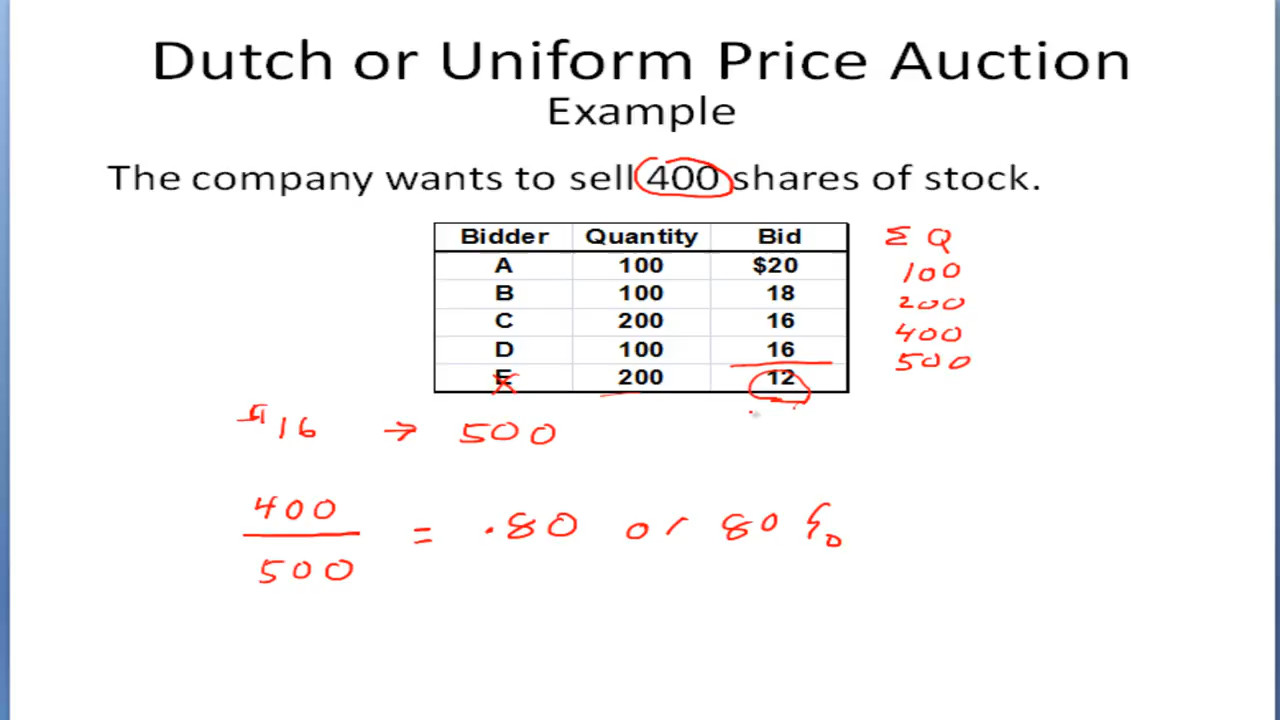 Dutch or Uniform Price Auction
Example
The company wants to sell 400 shares of stock.
Bidder Quantity Bid Σ Q
A 100 $20 100
B 100 18 200
C 200 16 400
D 100 16 500
E 200 12
$16 → 500
400
500
= .80 or 80%